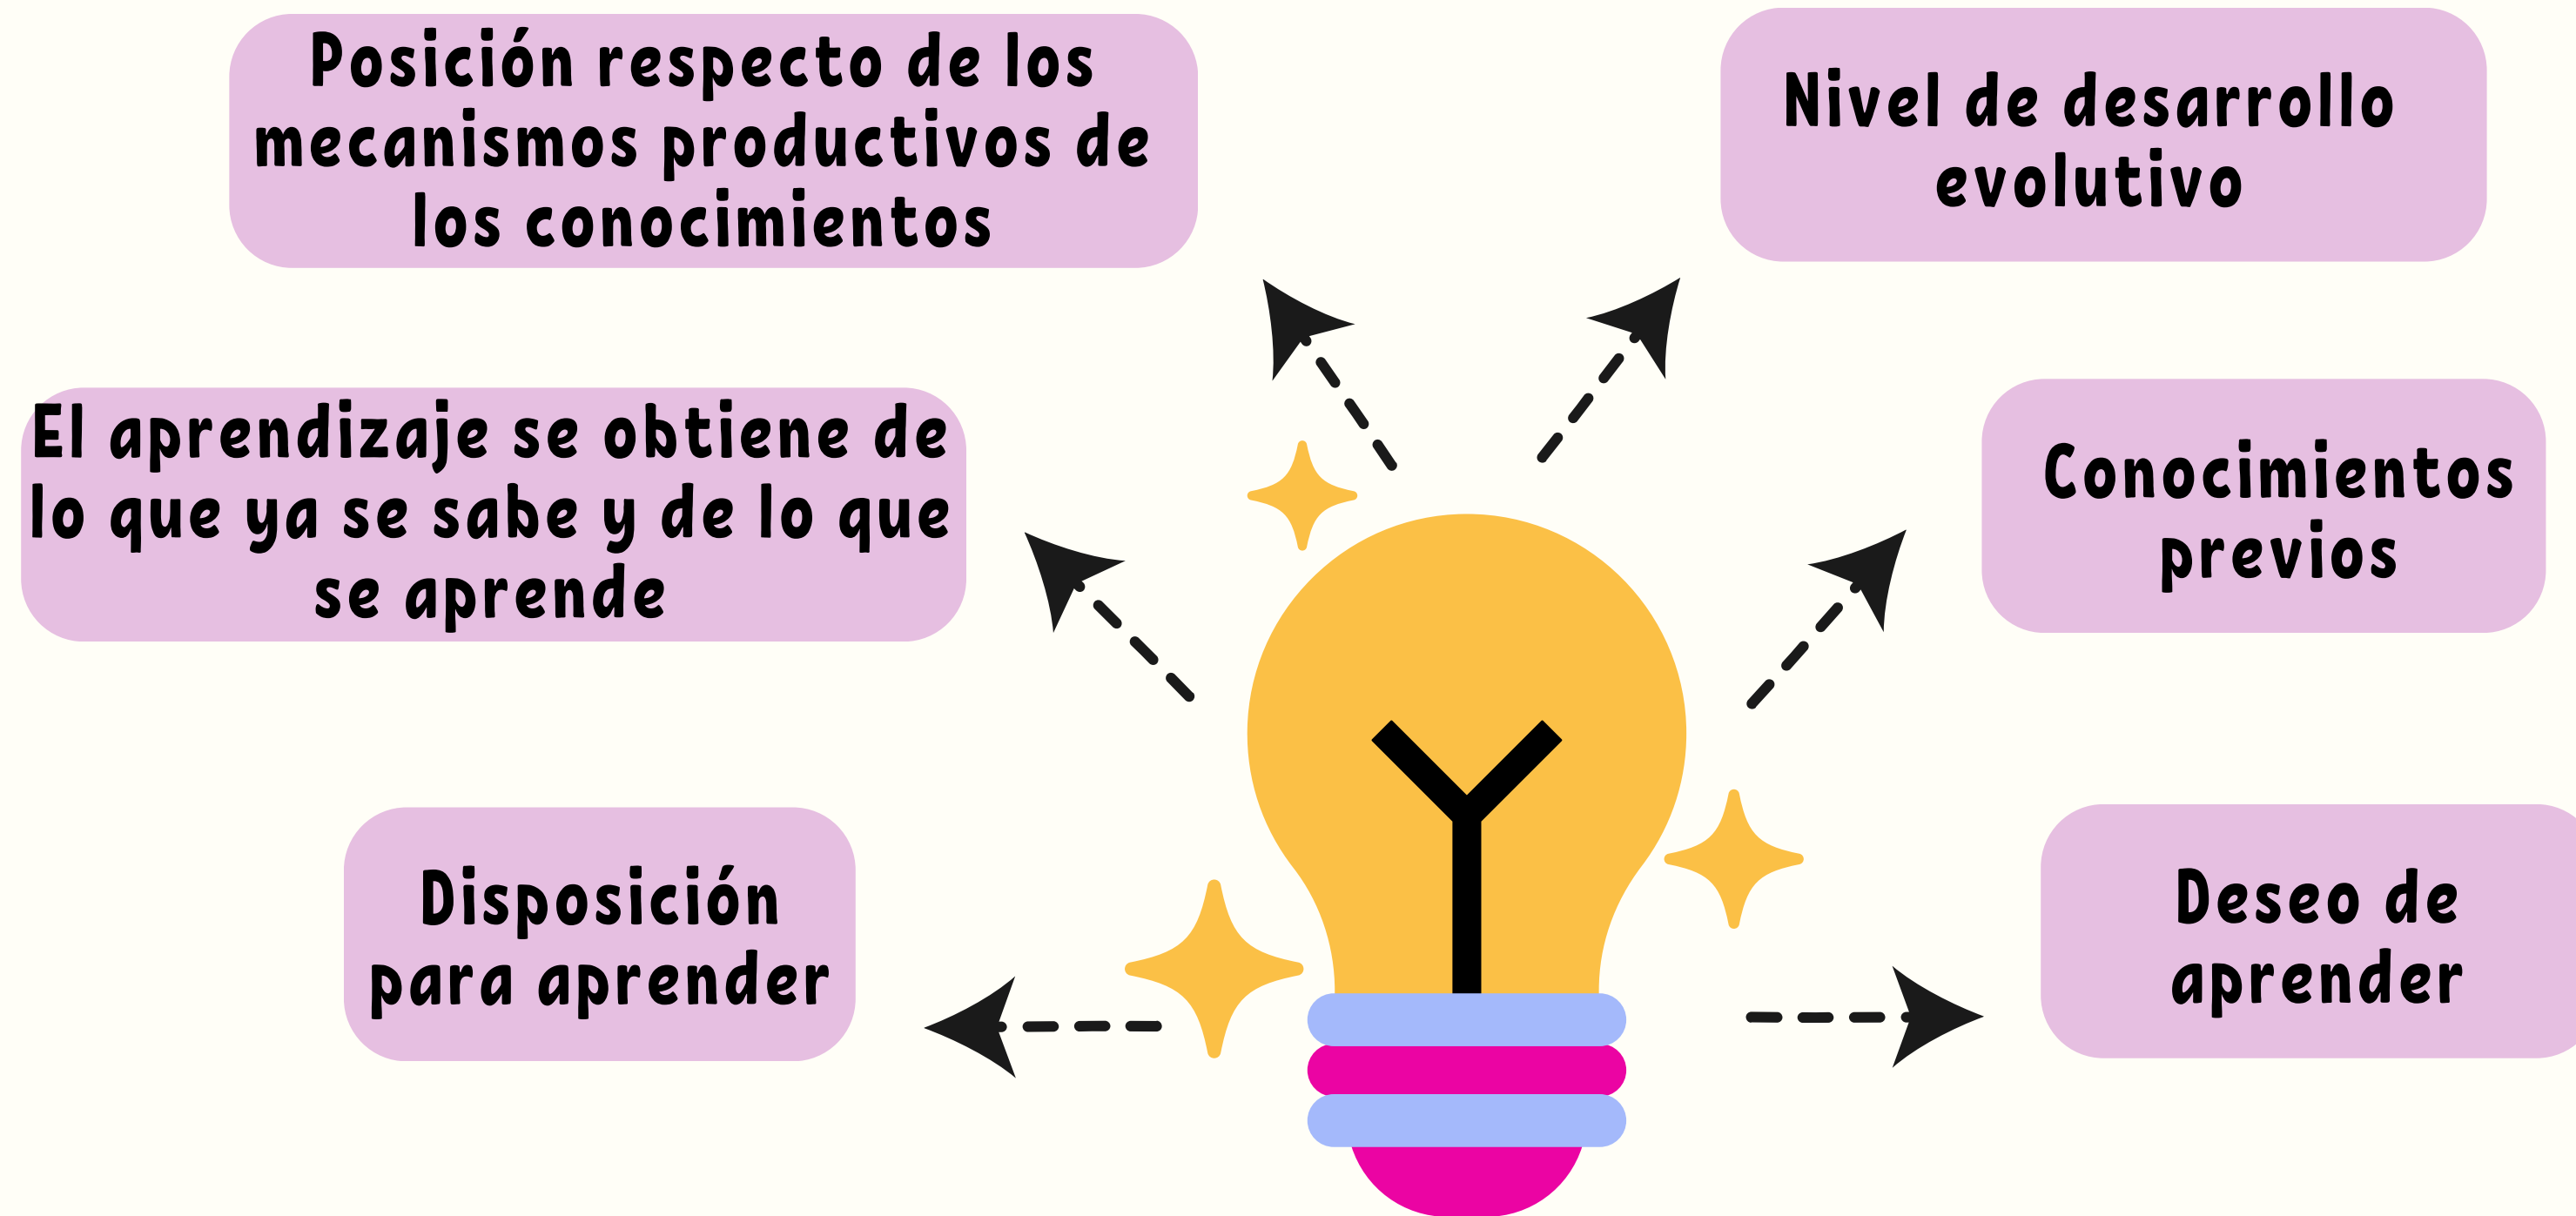 Posición respecto de los
mecanismos productivos de
los conocimientos
Nivel de desarrollo
evolutivo
El aprendizaje se obtiene de
lo que ya se sabe y de lo que
se aprende
Conocimientos
previos
Disposición
para aprender
Deseo de
aprender